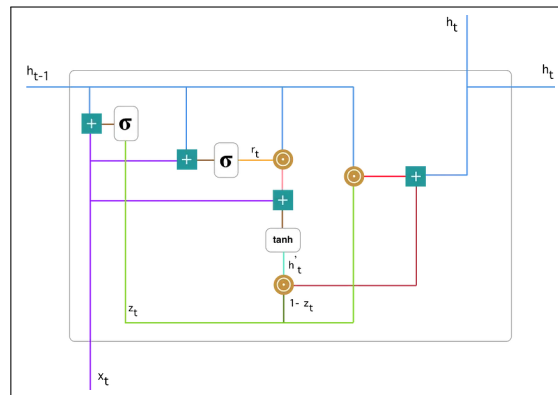 h_t
h_t-1
h_t
+
σ
+
σ
r_t
⊙
⊙
+
+
tanh
h'_t
⊙
z_t
1- z_t
x_t